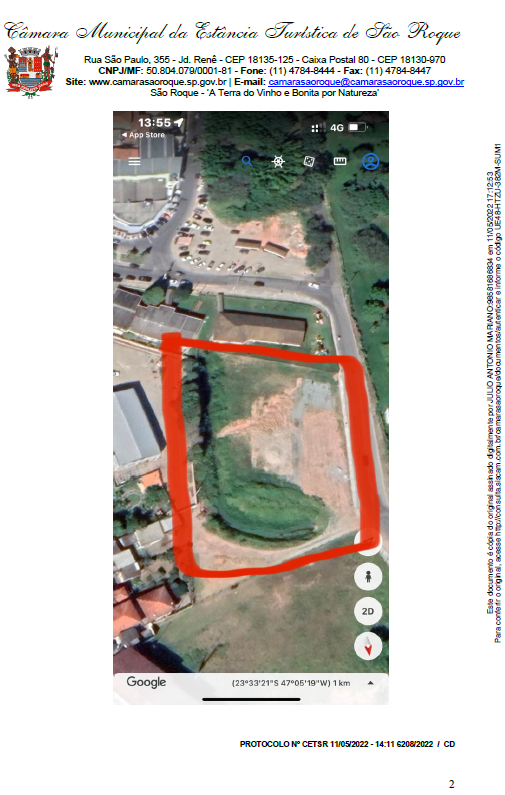 Câmara Municipal da Estância Turística de São Roque
Rua São Paulo, 355 - Jd. Renê - CEP 18135-125 - Caixa Postal 80 - CEP 18130-970
CNPJ/MF: 50.804.079/0001-81 - Fone: (11) 4784-8444 - Fax: (11) 4784-8447
Site: www.camarasaoroque.sp.gov.br | E-mail: camarasaoroque@camarasaoroque.sp.gov.br
São Roque - 'A Terra do Vinho e Bonita por Natureza'
13:55
4G
App Store
2D
Google
(23°33'21"S 47°05'19"W) 1 km
Este documento é cópia do original assinado digitalmente por JULIO ANTONIO MARIANO:98581686834 em 11/05/2022 17:12:53.
Para conferir o original, acesse http://consulta.siscam.com.br/camarasaoroque/documentos/autenticar e informe o código UE48-HTZU-382M-SUM1
PROTOCOLO Nº CETSR 11/05/2022 - 14:11 6208/2022 / CD
2